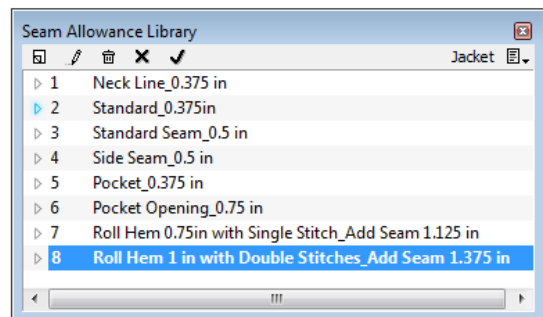 Seam Allowance Library
Jacket
1 Neck Line_0.375 in
2 Standard_0.375in
3 Standard Seam_0.5 in
4 Side Seam_0.5 in
5 Pocket_0.375 in
6 Pocket Opening_0.75 in
7 Roll Hem 0.75in with Single Stitch_Add Seam 1.125 in
8 Roll Hem 1 in with Double Stitches_Add Seam 1.375 in